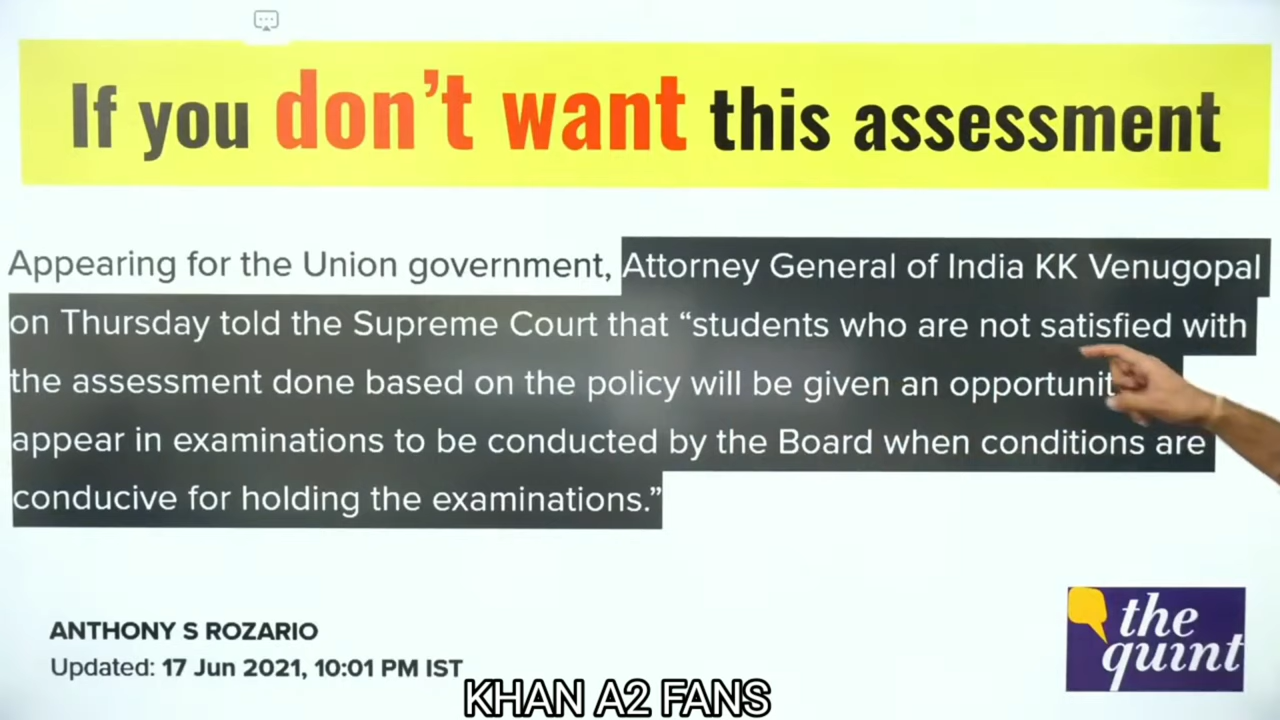 If you don't want this assessment
Appearing for the Union government, Attorney General of India KK Venugopal
on Thursday told the Supreme Court that “students who are not satisfied with
the assessment done based on the policy will be given an opportunit
appear in examinations to be conducted by the Board when conditions are
conducive for holding the examinations.”
ANTHONY S ROZARIO
Updated: 17 Jun 2021, 10:01 PM IST
the
quint
KHAN A2 FANS